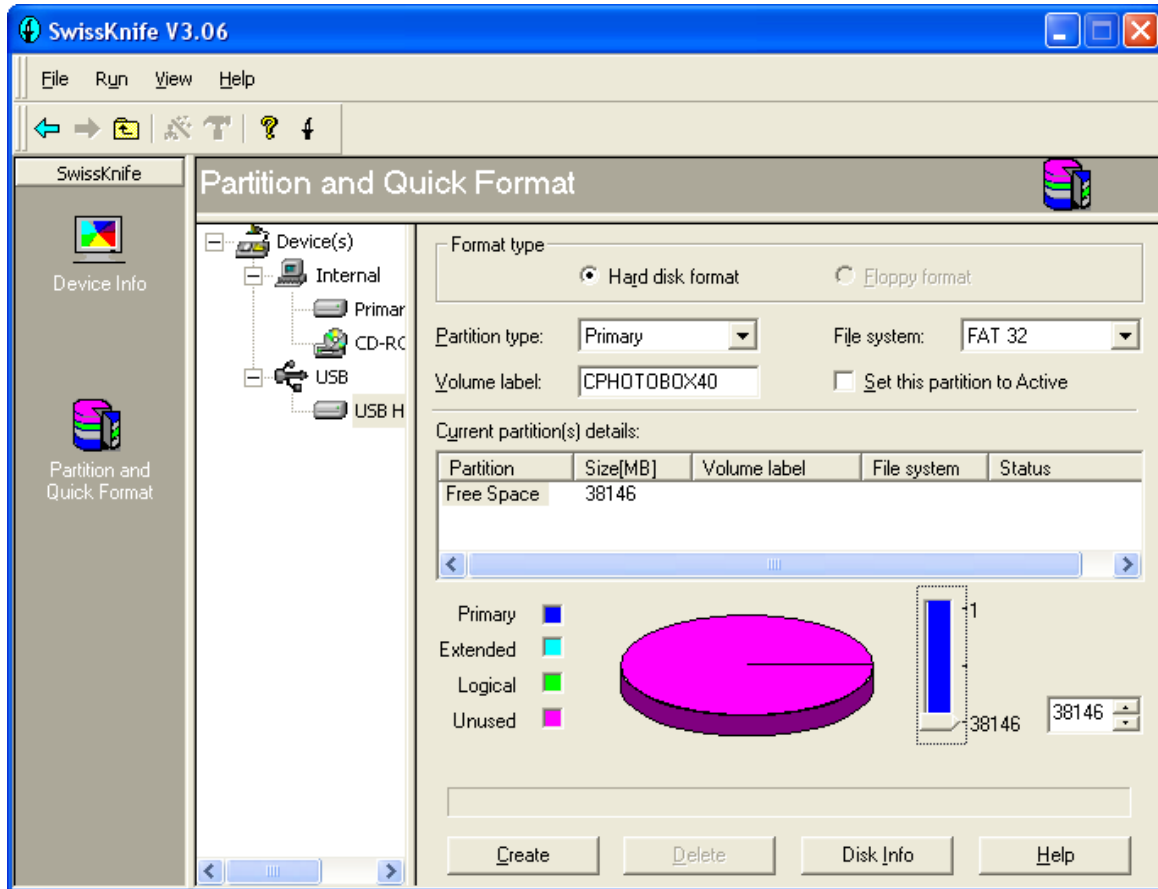 SwissKnife V3.06
File Run View Help
SwissKnife
Device Info
Partition and
Quick Format
Partition and Quick Format
Device(s)
Internal
Primar
CD-RO
USB
USB H
Format type
Hard disk format
Floppy format
Partition type: Primary
File system: FAT 32
Volume label: CPHOTOBOX40
Set this partition to Active
Current partition(s) details:
Partition Size[MB] Volume label File system Status
Free Space 38146
Primary
Extended
Logical
Unused
1
38146
38146
Create Delete Disk Info Help